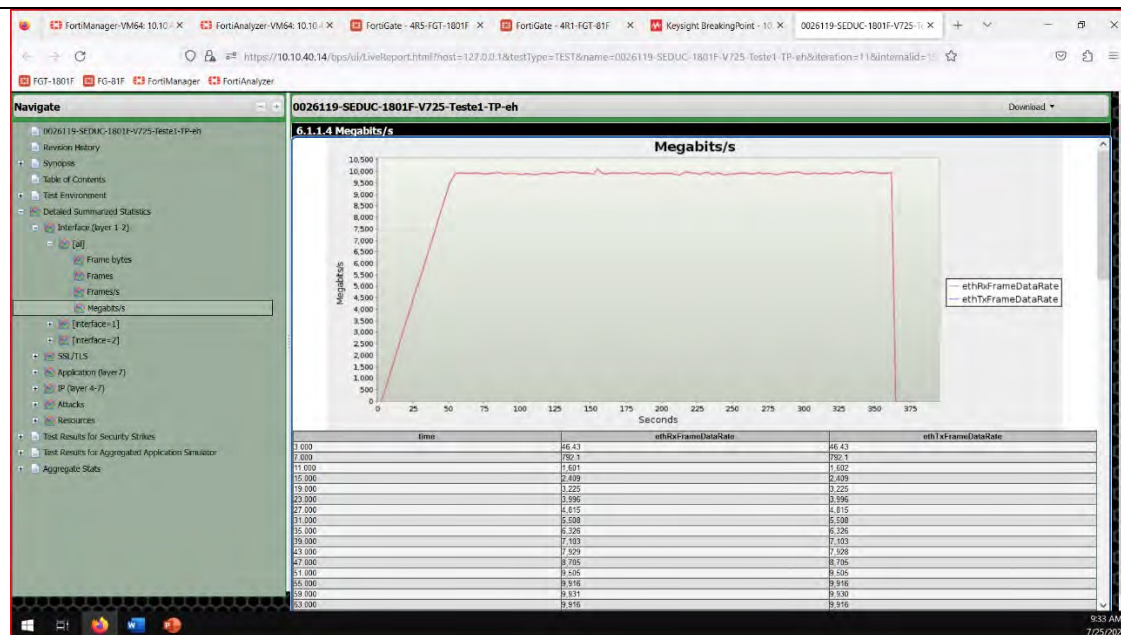 FortiManager-VM64: 10.10
FortiAnalyzer-VM64: 10.10
FortiGate - 4R5-FGT-1801F
FortiGate - 4R1-FGT-81F
Keysight BreakingPoint - 10.
0026119-SEDUC-1801F-V725-Te
https://10.10.40.14/bps/ui/LiveReport.html?host=127.0.0.1&testType=TEST&name=0026119-SEDUC-1801F-V725-Teste1-TP-eh&iteration=11&internalid=
FGT-1801F FG-81F FortiManager FortiAnalyzer
Navigate
0026119-SEDUC-1801F-V725-Teste1-TP-eh
Revision History
Synopsis
Table of Contents
Test Environment
Detailed Summarized Statistics
Interface (layer 1-2)
[all]
Frame bytes
Frames
Frames/s
Megabits/s
[interface=1]
[interface=2]
SSL/TLS
Application (layer7)
IP (layer 4-7)
Attacks
Resources
Test Results for Security Strikes
Test Results for Aggregated Application Simulator
Aggregate Stats
0026119-SEDUC-1801F-V725-Teste1-TP-eh
Download
6.1.1.4 Megabits/s
Megabits/s
10,500
10,000
9,500
9,000
8,500
8,000
7,500
7,000
6,500
6,000
5,500
5,000
4,500
4,000
3,500
3,000
2,500
2,000
1,500
1,000
500
0
Megabits/s
0 25 50 75 100 125 150 175 200 225 250 275 300 325 350 375
Seconds
ethRxFrameDataRate
ethTxFrameDataRate
time ethRxFrameDataRate ethTxFrameDataRate
3.000 46.43 46.43
7.000 792.1 792.1
11.000 1,601 1,602
15.000 2,409 2,409
19.000 3,225 3,225
23.000 3,996 3,996
27.000 4,815 4,815
31.000 5,508 5,508
35.000 6,326 6,326
39.000 7,103 7,103
43.000 7,929 7,928
47.000 8,705 8,705
51.000 9,505 9,505
55.000 9,916 9,916
59.000 9,931 9,930
63.000 9,916 9,916
9:33 AM
7/25/202